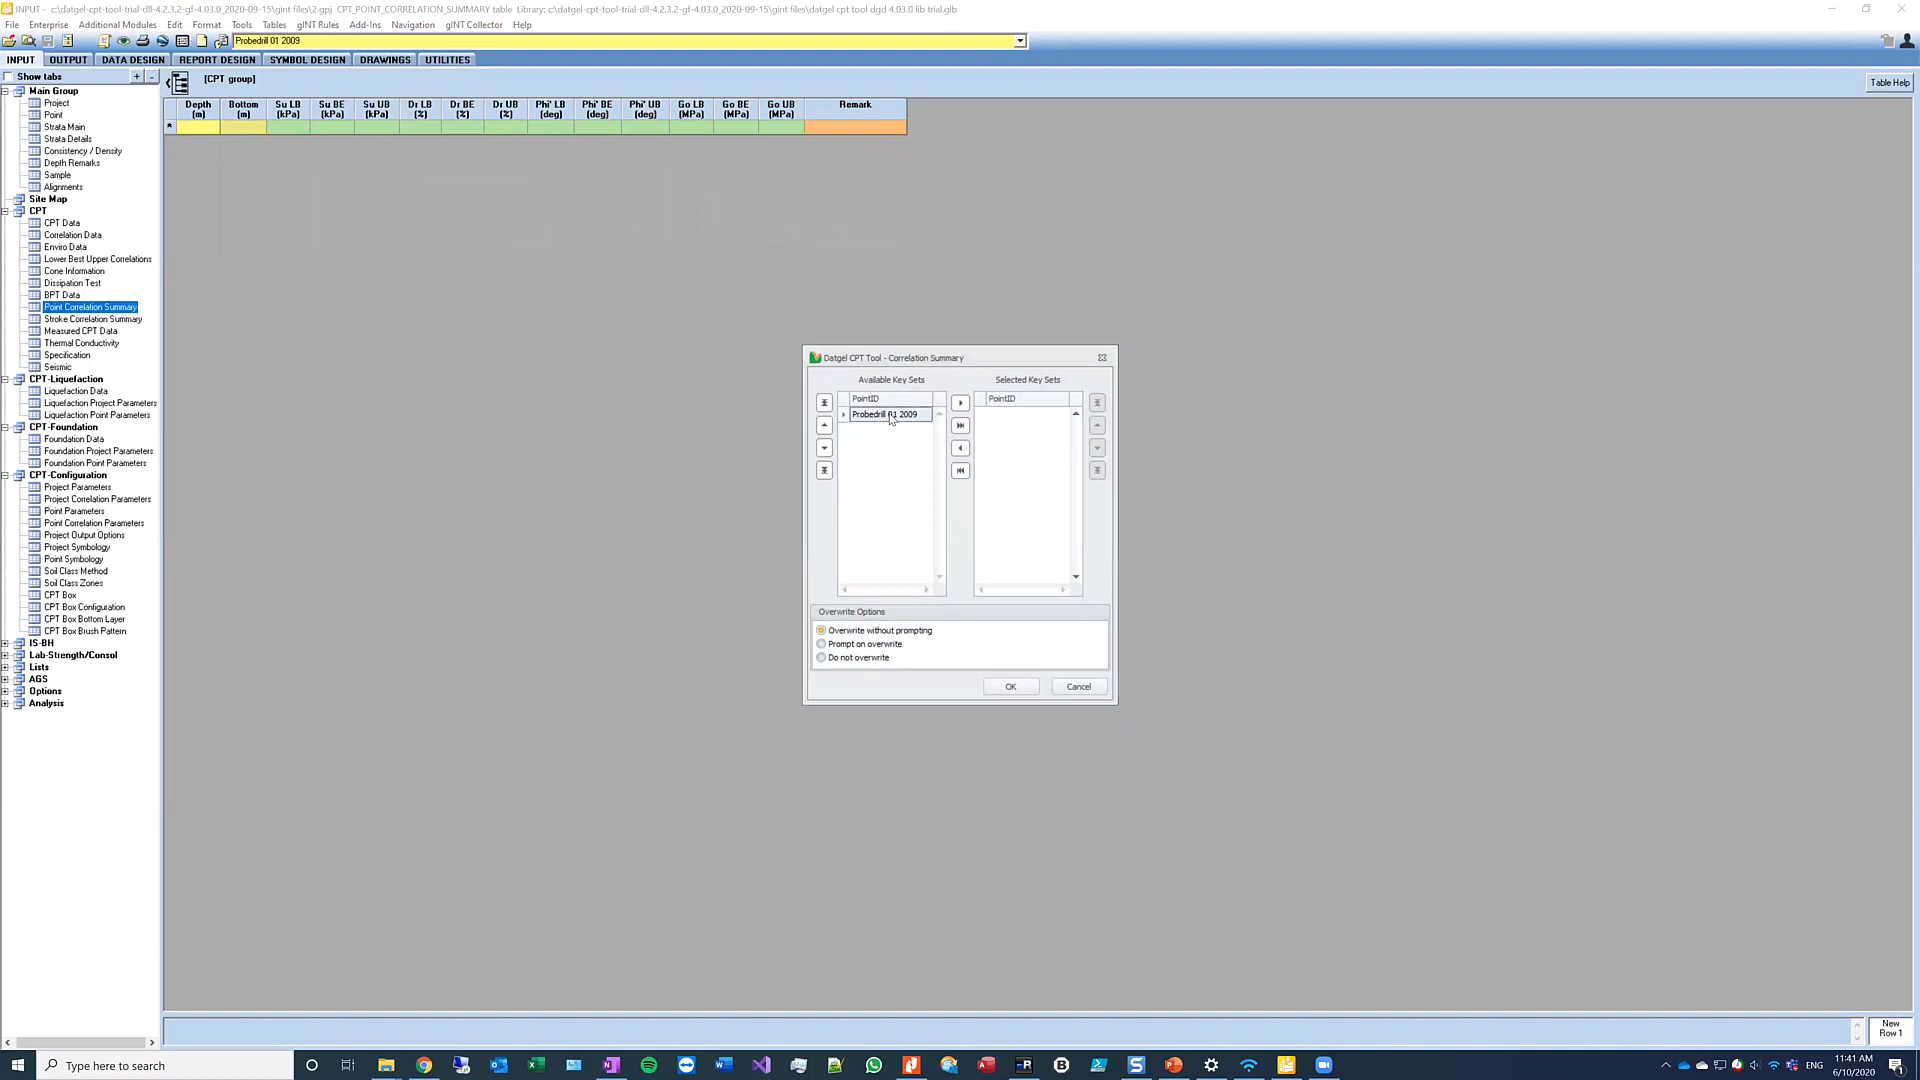 INPUT - c:\datgel-cpt-tool-trial-dll-4.2.3.2-gf-4.03.0_2020-09-15\gint files\2.gpj CPT_POINT_CORRELATION_SUMMARY table Library: c:\datgel-cpt-tool-trial-dll-4.2.3.2-gf-4.03.0_2020-09-15\gint files\datgel cpt tool dgd 4.03.0 lib trial.glb
File Enterprise Additional Modules Edit Format Tools Tables gINT Rules Add-Ins Navigation gINT Collector Help
Probedrill 01 2009
INPUT OUTPUT DATA DESIGN REPORT DESIGN SYMBOL DESIGN DRAWINGS UTILITIES
Show tabs + -
[CPT group]
Table Help
Main Group
Project
Point
Strata Main
Strata Details
Consistency / Density
Depth Remarks
Sample
Alignments
Site Map
CPT
CPT Data
Correlation Data
Enviro Data
Lower Best Upper Correlations
Cone Information
Dissipation Test
BPT Data
Point Correlation Summary
Stroke Correlation Summary
Measured CPT Data
Thermal Conductivity
Specification
Seismic
CPT-Liquefaction
Liquefaction Data
Liquefaction Project Parameters
Liquefaction Point Parameters
CPT-Foundation
Foundation Data
Foundation Project Parameters
Foundation Point Parameters
CPT-Configuration
Project Parameters
Project Correlation Parameters
Point Parameters
Point Correlation Parameters
Project Output Options
Project Symbology
Point Symbology
Soil Class Method
Soil Class Zones
CPT Box
CPT Box Configuration
CPT Box Bottom Layer
CPT Box Brush Pattern
IS-BH
Lab-Strength/Consol
Lists
AGS
Options
Analysis
Depth Bottom Su LB Su BE Su UB Dr LB Dr BE Dr UB Phi' LB Phi' BE Phi' UB Go LB Go BE Go UB Remark
(m) (m) (kPa) (kPa) (kPa) (%) (%) (%) (deg) (deg) (deg) (MPa) (MPa) (MPa)
*
Datgel CPT Tool - Correlation Summary
Available Key Sets Selected Key Sets
PointID PointID
Probedrill 01 2009
Overwrite Options
Overwrite without prompting
Prompt on overwrite
Do not overwrite
OK Cancel
New
Row 1
Type here to search
ENG
11:41 AM
6/10/2020